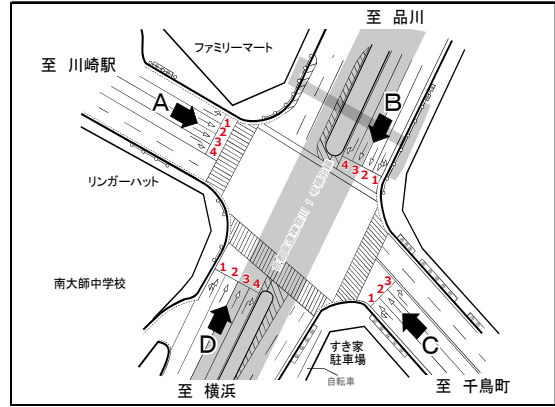 至 品川
ファミリーマート
至 川崎駅
A
B
1
2
3
4
4 3 2 1
リンガーハット
南大師中学校
1 2 3 4
1 2 3
D
C
すき家
駐車場
自転車
至 横浜
至 千鳥町